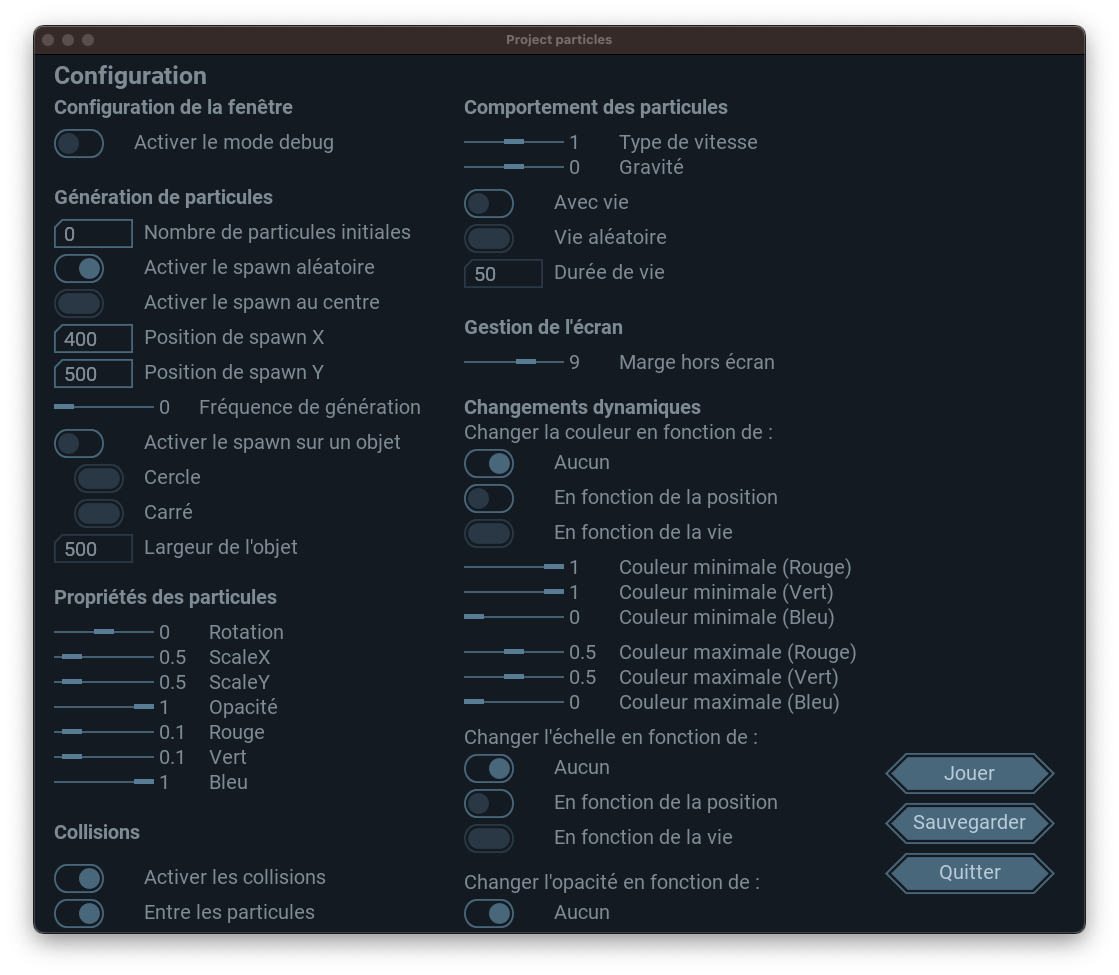 Project particles
Configuration
Configuration de la fenêtre
Activer le mode debug
Génération de particules
0 Nombre de particules initiales
Activer le spawn aléatoire
Activer le spawn au centre
400 Position de spawn X
500 Position de spawn Y
0 Fréquence de génération
Activer le spawn sur un objet
Cercle
Carré
500 Largeur de l'objet
Propriétés des particules
0 Rotation
0.5 ScaleX
0.5 ScaleY
1 Opacité
0.1 Rouge
0.1 Vert
1 Bleu
Collisions
Activer les collisions
Entre les particules
Comportement des particules
1 Type de vitesse
0 Gravité
Avec vie
Vie aléatoire
50 Durée de vie
Gestion de l'écran
9 Marge hors écran
Changements dynamiques
Changer la couleur en fonction de :
Aucun
En fonction de la position
En fonction de la vie
1 Couleur minimale (Rouge)
1 Couleur minimale (Vert)
0 Couleur minimale (Bleu)
0.5 Couleur maximale (Rouge)
0.5 Couleur maximale (Vert)
0 Couleur maximale (Bleu)
Changer l'échelle en fonction de :
Aucun
En fonction de la position
En fonction de la vie
Changer l'opacité en fonction de :
Aucun
Jouer
Sauvegarder
Quitter